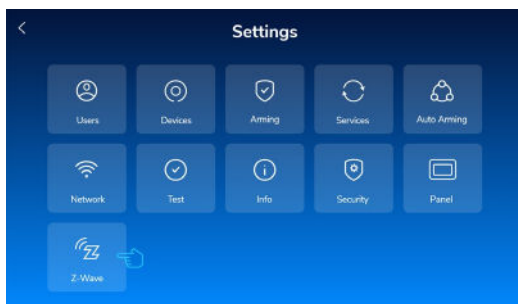 Settings
Users
Devices
Arming
Services
Auto Arming
Network
Test
Info
Security
Panel
Z-Wave